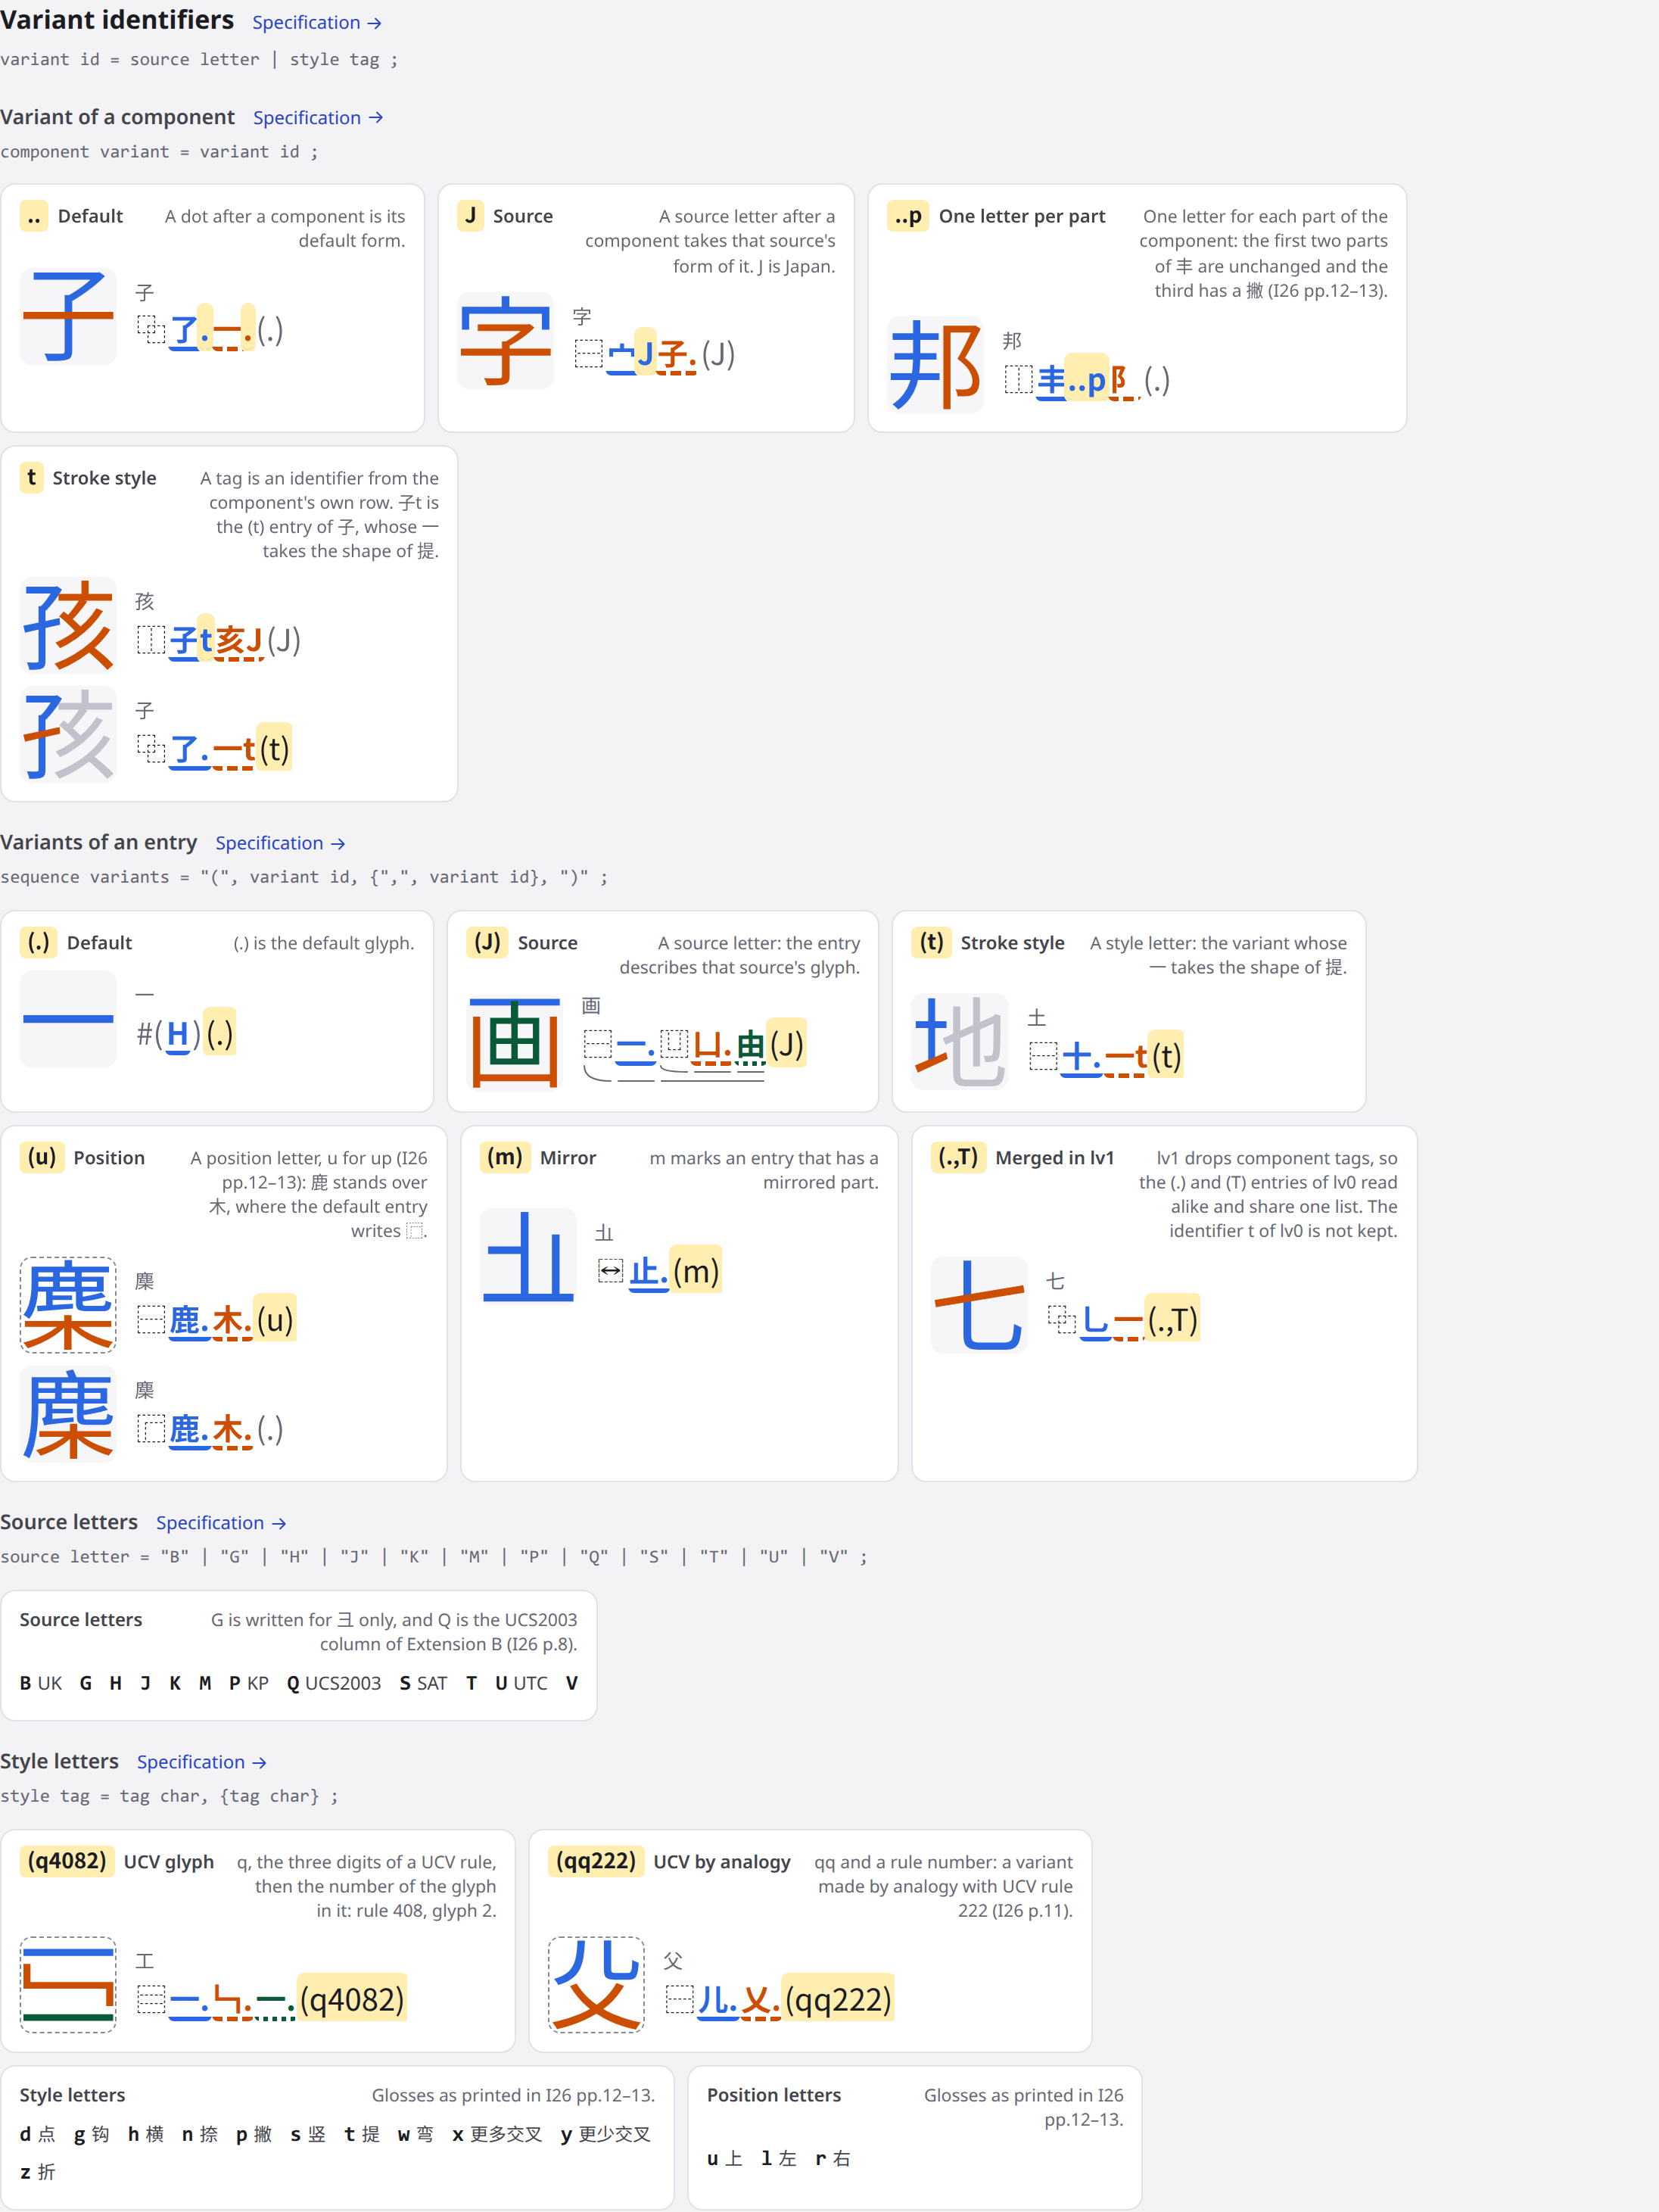 Variant identifiers Specification →
variant id = source letter | style tag ;
Variant of a component Specification →
component variant = variant id ;
.. Default A dot after a component is its
default form.
子
子
⿻了.一.(.)
J Source A source letter after a
component takes that source's
form of it. J is Japan.
字
字
⿱宀J子.(J)
..p One letter per part One letter for each part of the
component: the first two parts
of 丰 are unchanged and the
third has a 撇 (I26 pp.12–13).
邦
邦
⿰丰..p阝(.)
t Stroke style A tag is an identifier from the
component's own row. 子t is
the (t) entry of 子, whose 一
takes the shape of 提.
孩
孩
⿰子t亥J(J)
孩
子
⿻了.一t(t)
Variants of an entry Specification →
sequence variants = "(", variant id, {",", variant id}, ")" ;
(.) Default (.) is the default glyph.
一
一
#(H)(.)
(J) Source A source letter: the entry
describes that source's glyph.
画
画
⿱一.⿶凵.由(J)
(t) Stroke style A style letter: the variant whose
一 takes the shape of 提.
地
土
⿱十.一t(t)
(u) Position A position letter, u for up (I26
pp.12–13): 鹿 stands over
木, where the default entry
writes ⿸.
麇
⿱鹿.木.(u)
⿸鹿.木.(.)
(m) Mirror m marks an entry that has a
mirrored part.
⿾止.(m)
(.,T) Merged in lv1 lv1 drops component tags, so
the (.) and (T) entries of lv0 read
alike and share one list. The
identifier t of lv0 is not kept.
七
七
⿻乚一(.,T)
Source letters Specification →
source letter = "B" | "G" | "H" | "J" | "K" | "M" | "P" | "Q" | "S" | "T" | "U" | "V" ;
Source letters G is written for 彐 only, and Q is the UCS2003
column of Extension B (I26 p.8).
B UK G H J K M P KP Q UCS2003 S SAT T U UTC V
Style letters Specification →
style tag = tag char, {tag char} ;
(q4082) UCV glyph q, the three digits of a UCV rule,
then the number of the glyph
in it: rule 408, glyph 2.
工
⿳一.㇞.一.(q4082)
(qq222) UCV by analogy qq and a rule number: a variant
made by analogy with UCV rule
222 (I26 p.11).
父
⿱儿.乂.(qq222)
Style letters Glosses as printed in I26 pp.12–13.
d 点 g 钩 h 横 n 捺 p 撇 s 竖 t 提 w 弯 x 更多交叉 y 更少交叉
z 折
Position letters Glosses as printed in I26
pp.12–13.
u 上 l 左 r 右